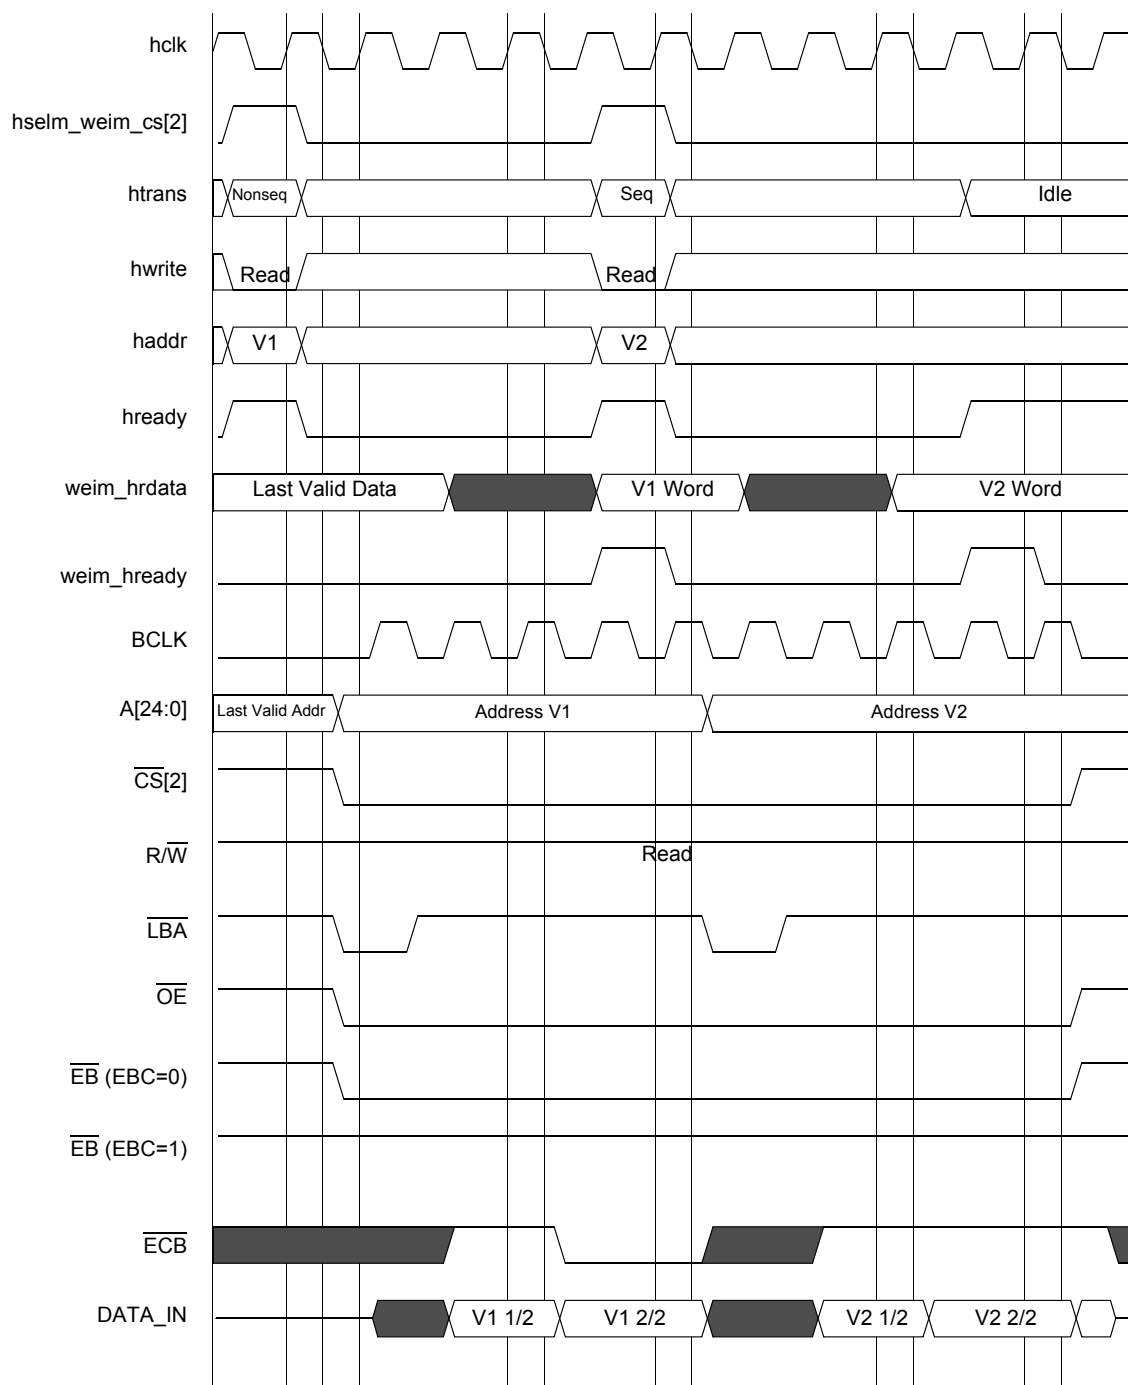 hclk
hselm_weim_cs[2]
htrans Nonseq Seq Idle
hwrite Read Read
haddr V1 V2
hready
weim_hrdata Last Valid Data V1 Word V2 Word
weim_hready
BCLK
A[24:0] Last Valid Addr Address V1 Address V2
CS[2]
R/W Read
LBA
OE
EB (EBC=0)
EB (EBC=1)
ECB
DATA_IN V1 1/2 V1 2/2 V2 1/2 V2 2/2